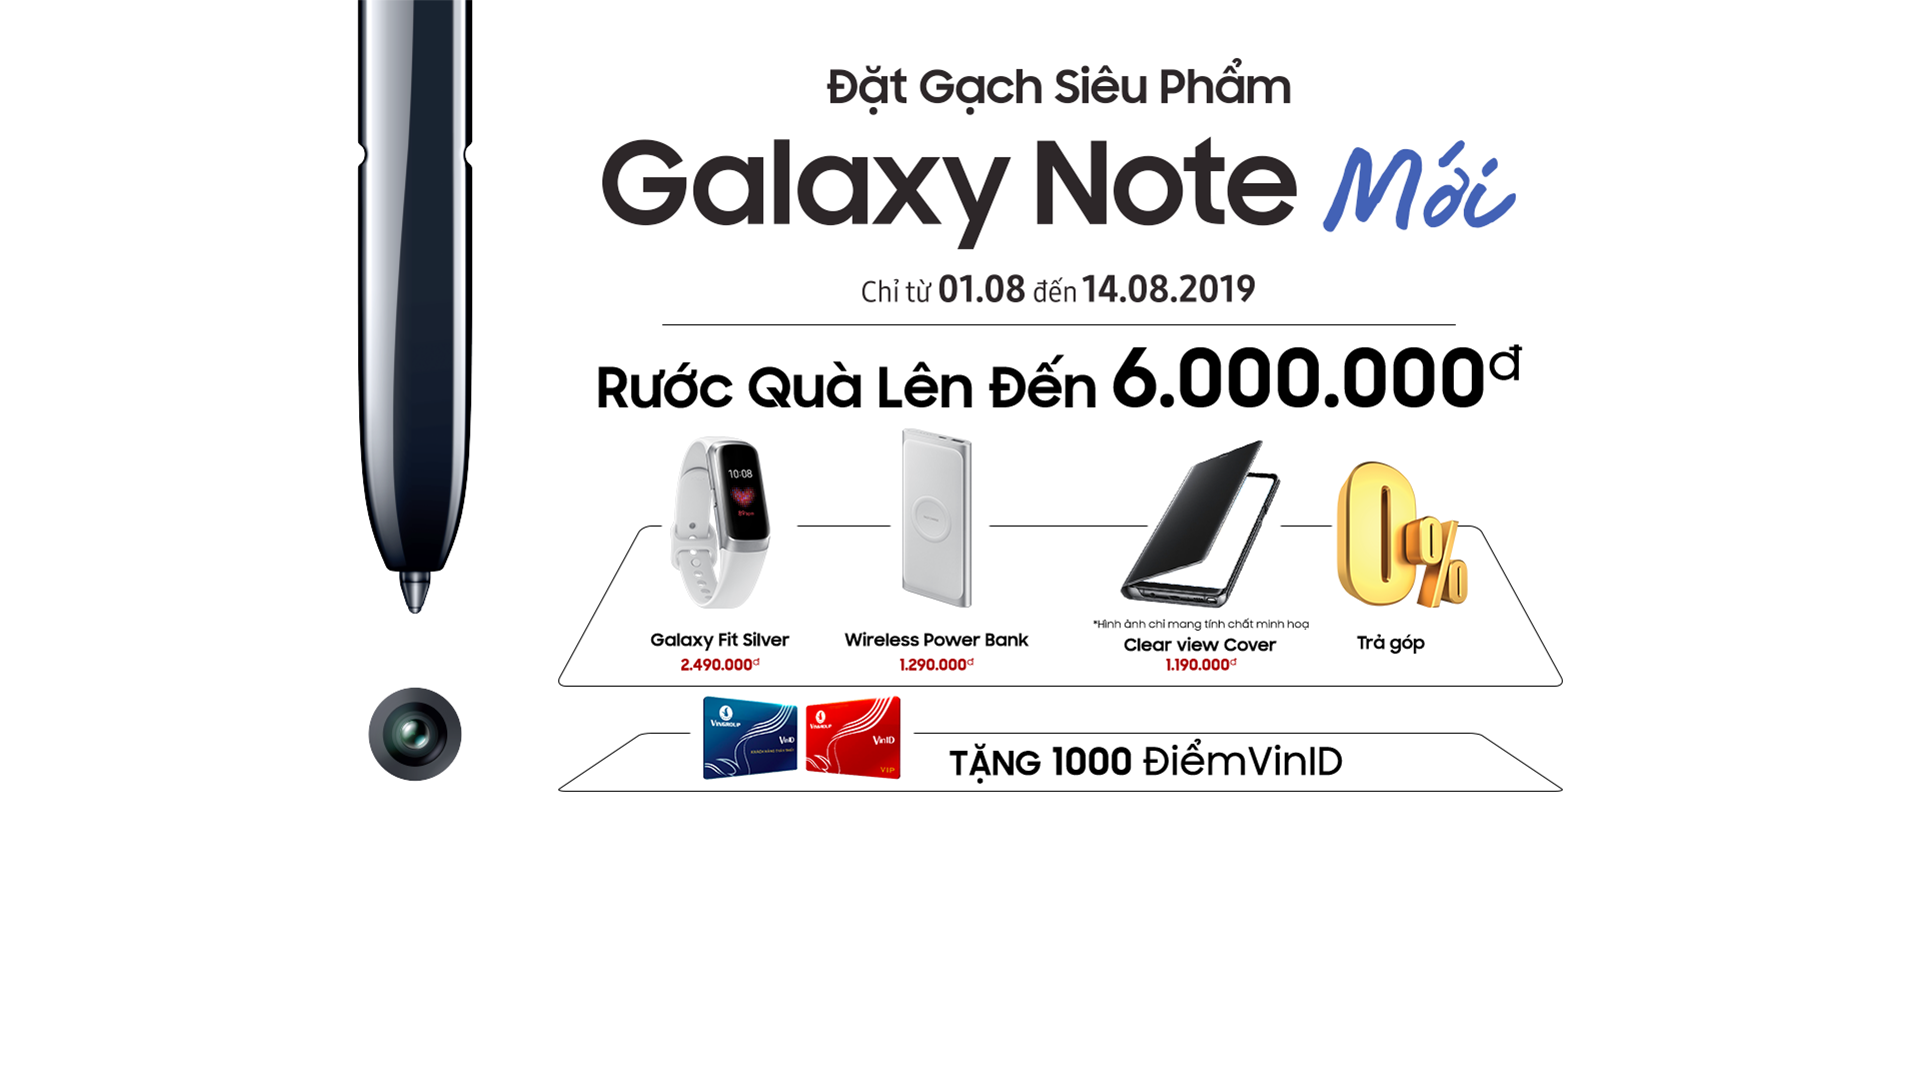 Đặt Gạch Siêu Phẩm
Galaxy Note Mới
Chỉ từ 01.08 đến 14.08.2019
Rước Quà Lên Đến 6.000.000đ
10:08
Galaxy Fit Silver
2.490.000đ
Wireless Power Bank
1.290.000đ
*Hình ảnh chỉ mang tính chất minh hoạ
Clear view Cover
1.190.000đ
0%
Trả góp
VINGROUP
VinID
VINGROUP
VinID
VIP
TẶNG 1000 ĐiểmVinID